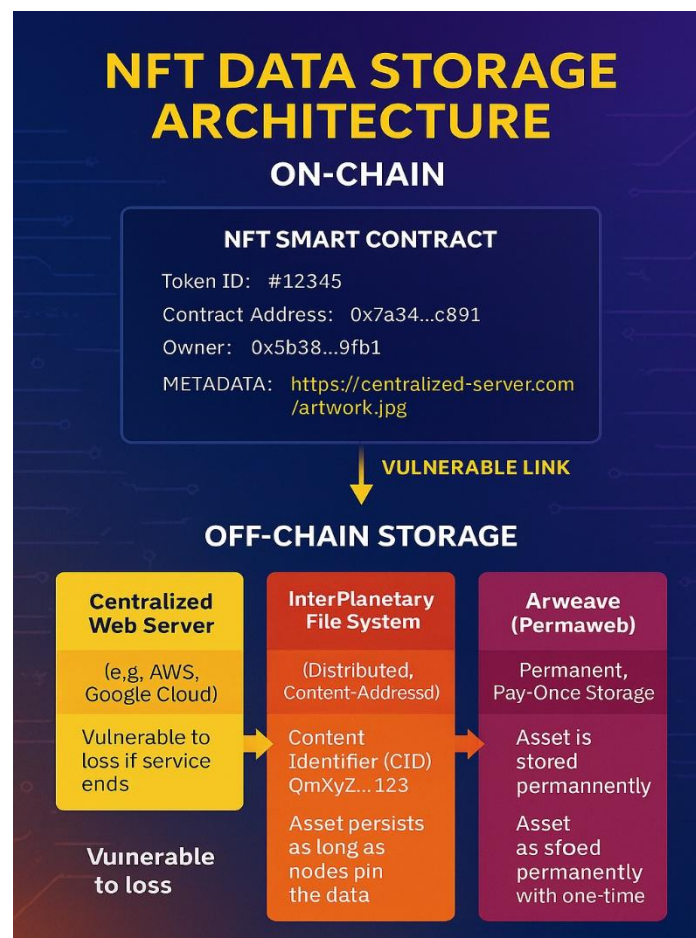 NFT DATA STORAGE
ARCHITECTURE
ON-CHAIN
NFT SMART CONTRACT
Token ID: #12345
Contract Address: 0x7a34...c891
Owner: 0x5b38...9fb1
METADATA: https://centralized-server.com
/artwork.jpg
VULNERABLE LINK
OFF-CHAIN STORAGE
Centralized
Web Server
(e,g, AWS,
Google Cloud)
Vulnerable to
loss if service
ends
Vuınerable
to loss
InterPlanetary
File System
(Distributed,
Content-Addressd)
Content
Identifier (CID)
QmXyZ...123
Asset persists
as long as
nodes pin
the data
Arweave
(Permaweb)
Permanent,
Pay-Once Storage
Asset is
stored
permannently
Asset
as sfoed
permanently
with one-time